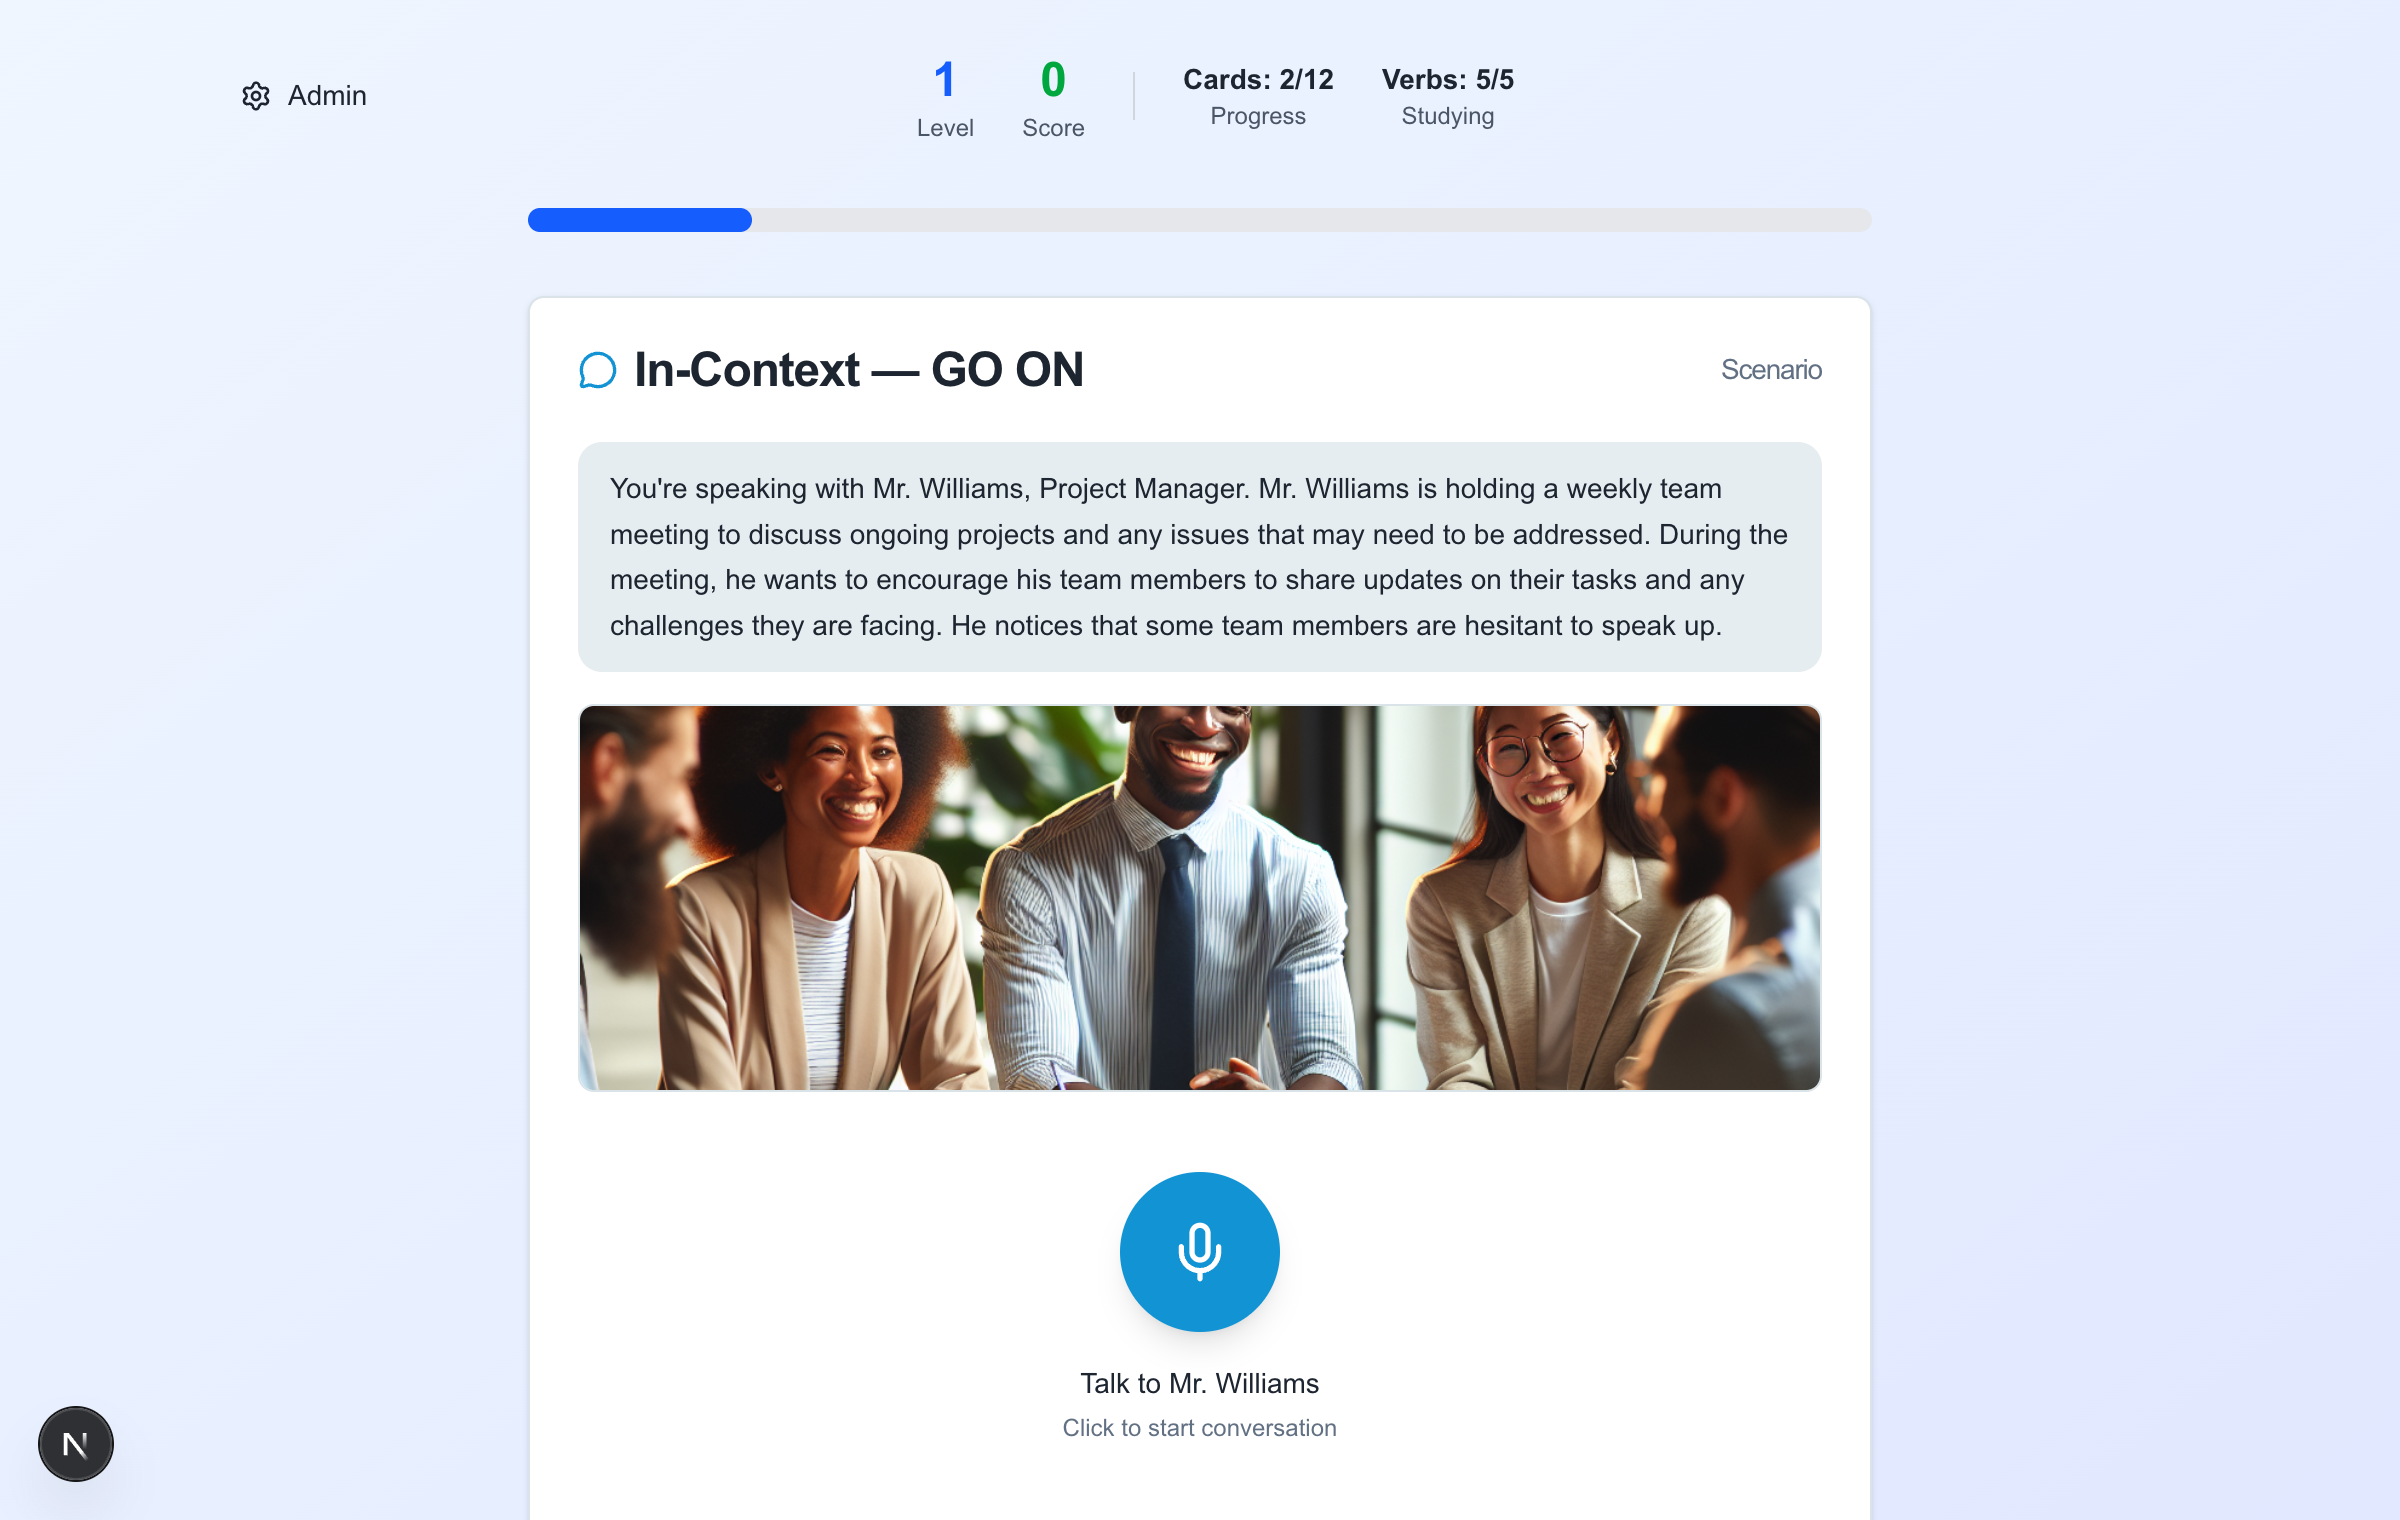 Admin
1
Level
0
Score
Cards: 2/12
Progress
Verbs: 5/5
Studying
In-Context — GO ON
Scenario
You're speaking with Mr. Williams, Project Manager. Mr. Williams is holding a weekly team
meeting to discuss ongoing projects and any issues that may need to be addressed. During the
meeting, he wants to encourage his team members to share updates on their tasks and any
challenges they are facing. He notices that some team members are hesitant to speak up.
Talk to Mr. Williams
Click to start conversation
N